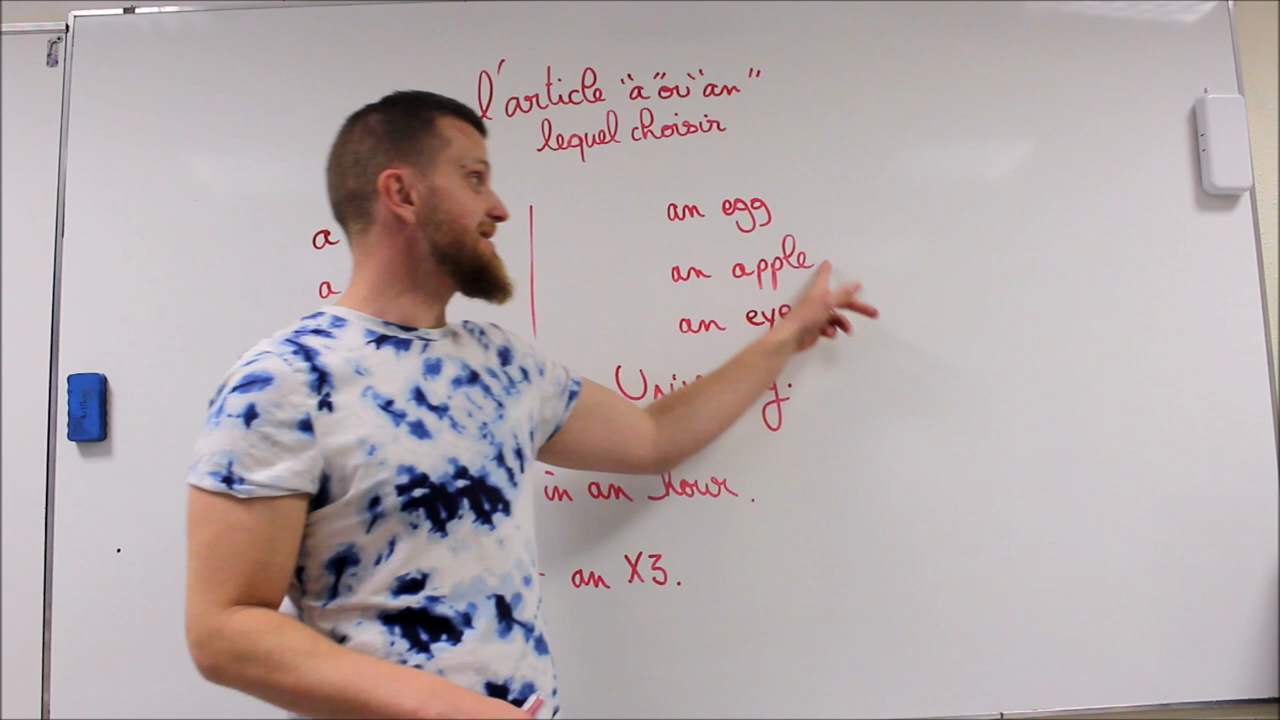 l'article "a" ou "an"
lequel choisir
a
an egg
a
an apple
an eye
in an hour.
an X3.